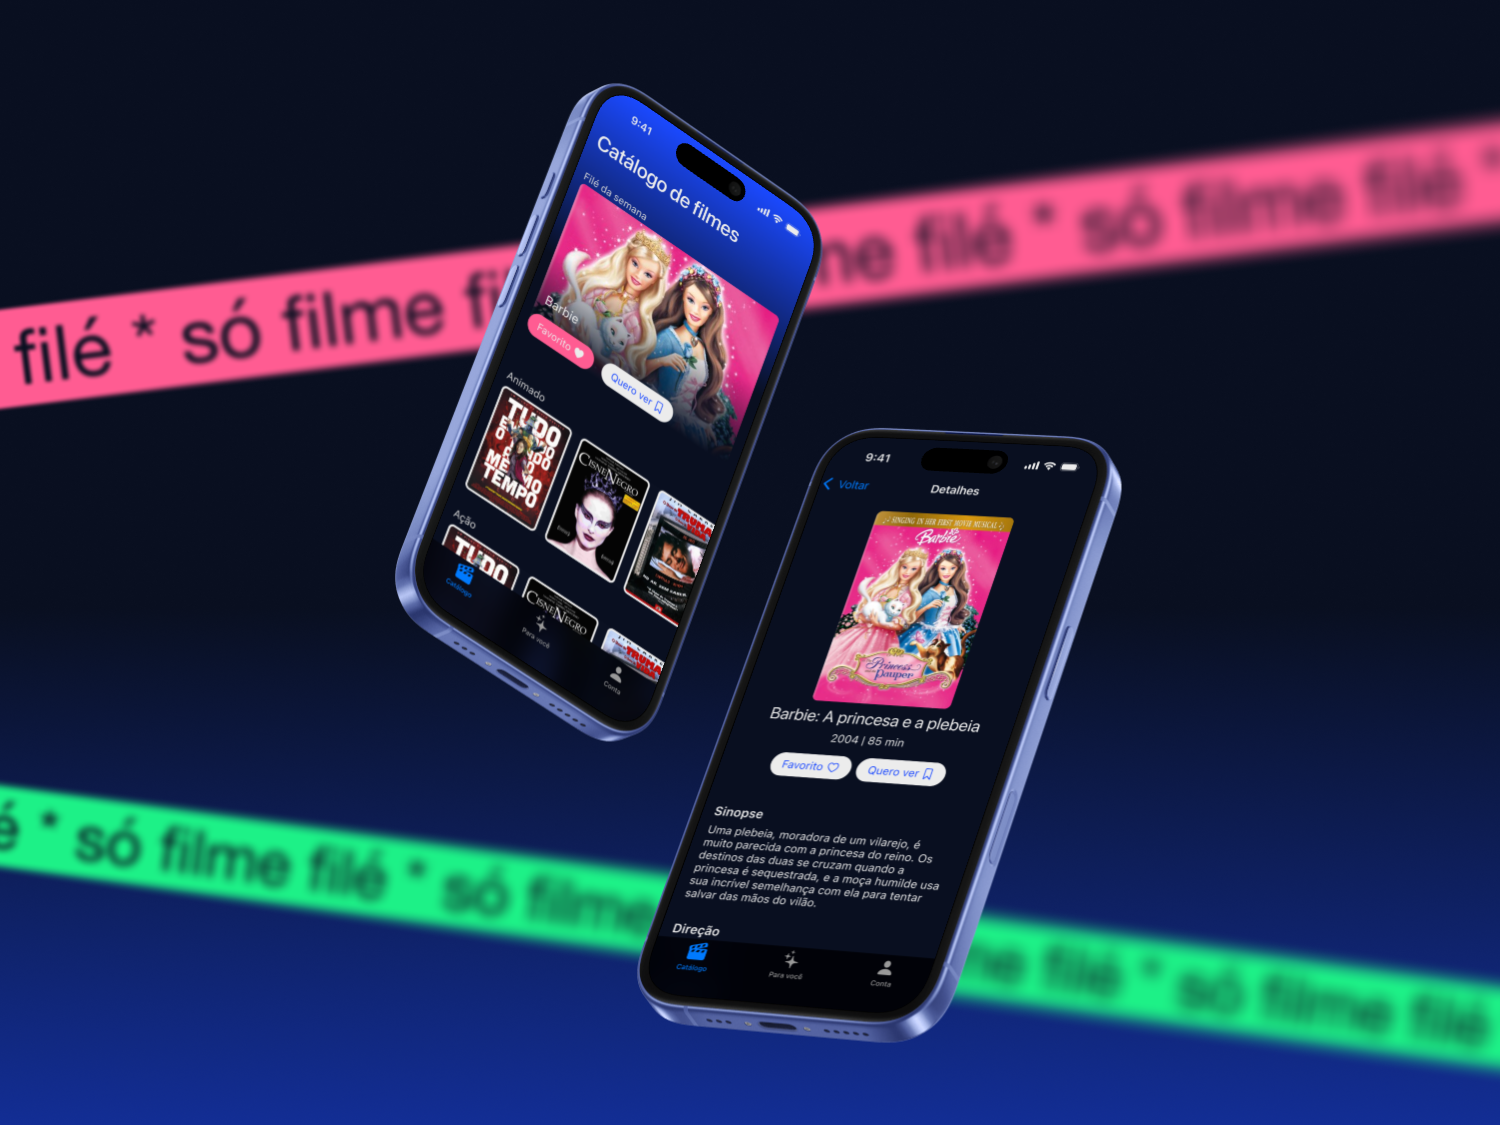 filé * só filme fi
me filé * só filme filé *
9:41
Catálogo de filmes
Filé da semana
Barbie
Favorito
Quero ver
Animado
TUDO
O
MESMO
TEMPO
CISNE NEGRO
Ação
TUDO
CISNE NEGRO
Catálogo
Para você
Conta
9:41
Voltar
Detalhes
SINGING IN HER FIRST MOVIE MUSICAL
Barbie
Princess
Pauper
Barbie: A princesa e a plebeia
2004 | 85 min
Favorito
Quero ver
Sinopse
Uma plebeia, moradora de um vilarejo, é
muito parecida com a princesa do reino. Os
destinos das duas se cruzam quando a
princesa é sequestrada, e a moça humilde usa
sua incrível semelhança com ela para tentar
salvar das mãos do vilão.
Direção
Catálogo
Para você
Conta
é * só filme filé * só filme
me filé * só filme filé